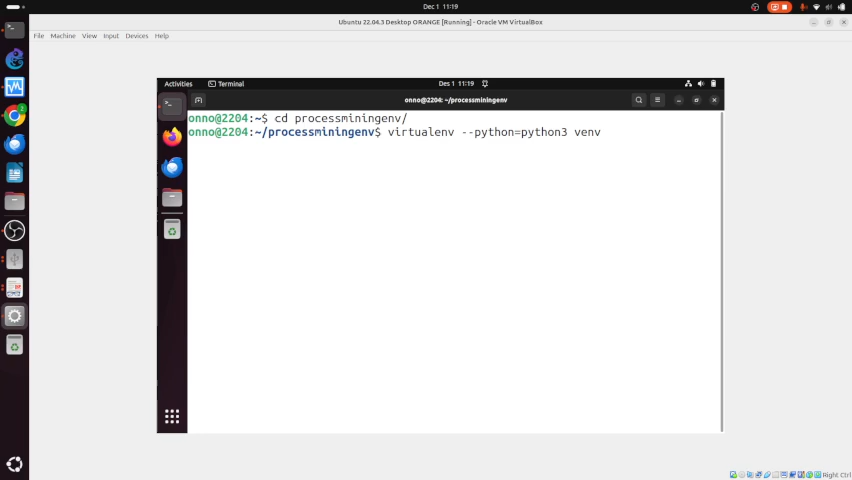 Dec 1 11:19
Ubuntu 22.04.3 Desktop ORANGE [Running] - Oracle VM VirtualBox
File Machine View Input Devices Help
Activities Terminal Des 1 11:19
onno@2204: ~/processminingenv
onno@2204:~$ cd processminingenv/
onno@2204:~/processminingenv$ virtualenv --python=python3 venv
2
Right Ctrl